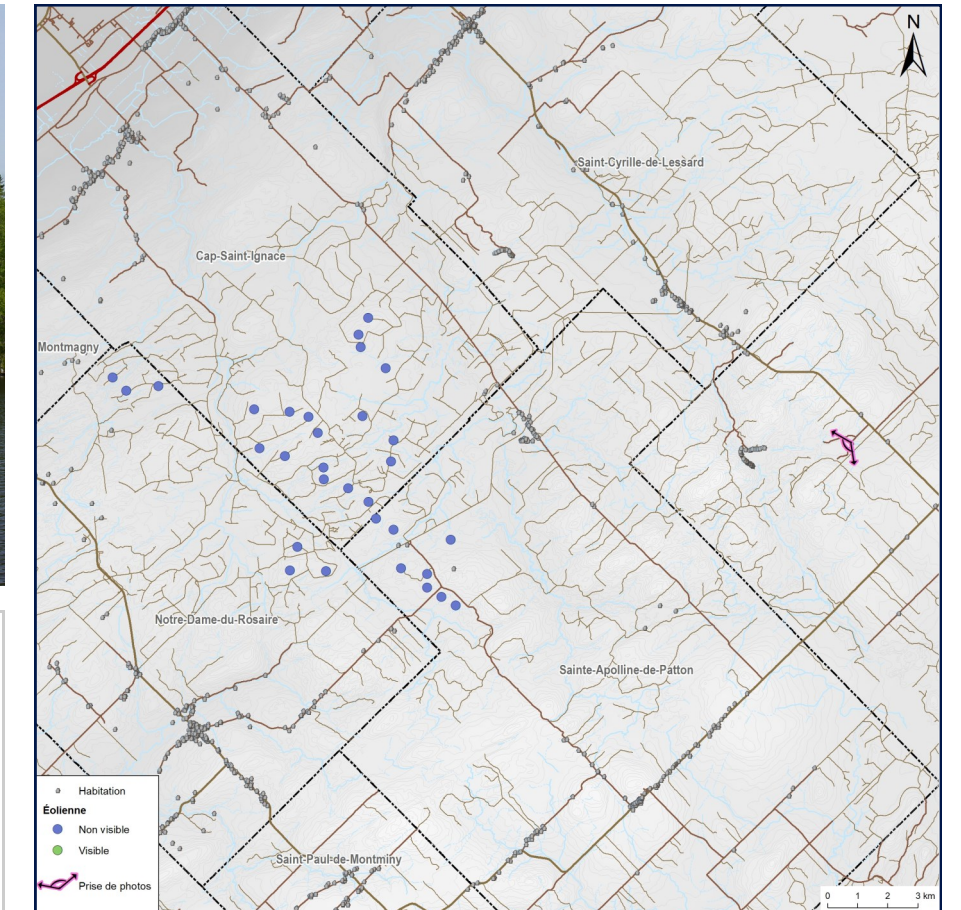 N
Saint-Cyrille-de-Lessard
Cap-Saint-Ignace
Montmagny
Notre-Dame-du-Rosaire
Sainte-Apolline-de-Patton
Saint-Paul-de-Montminy
Habitation
Éolienne
Non visible
Visible
Prise de photos
0 1 2 3 km